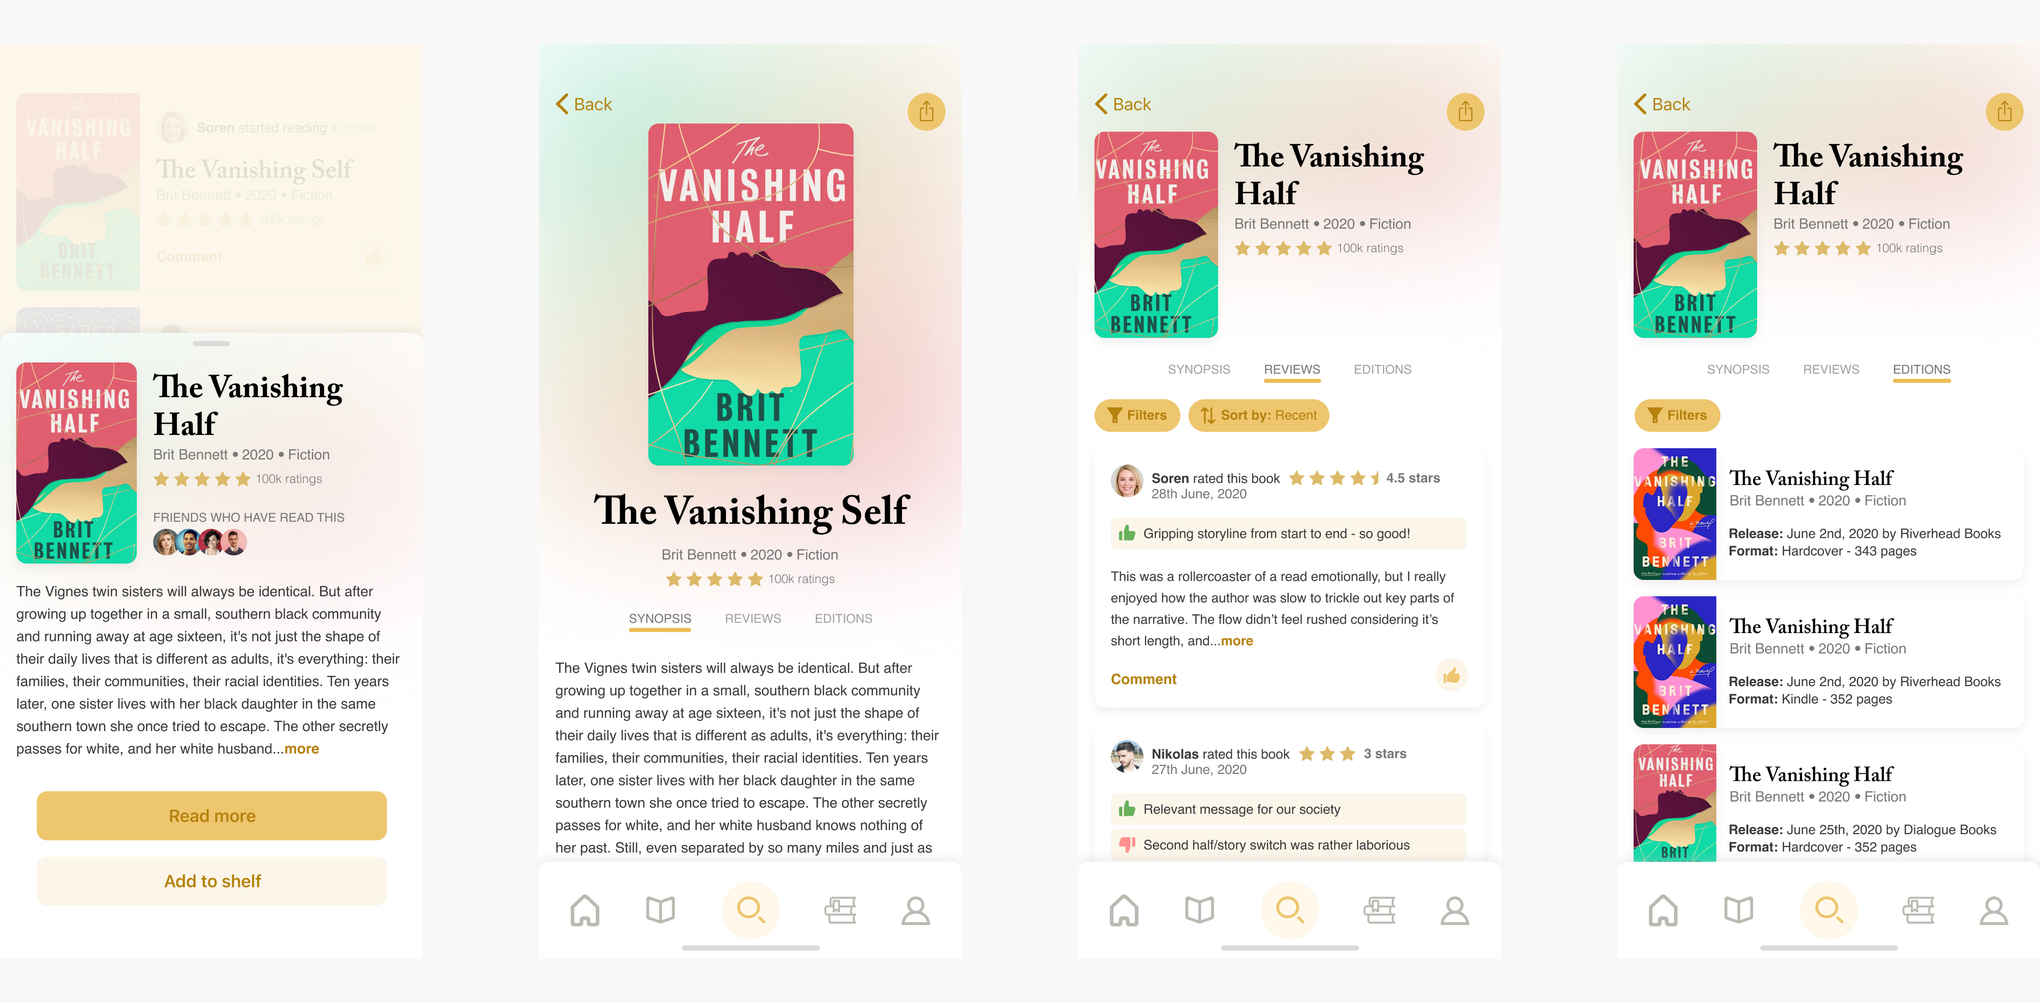 The
VANISHING
HALF
BRIT
BENNETT
Soren started reading • 30min
The Vanishing Self
Brit Bennett • 2020 • Fiction
100k ratings
Comment
WEATHER
The
VANISHING
HALF
BRIT
BENNETT
The Vanishing
Half
Brit Bennett • 2020 • Fiction
100k ratings
FRIENDS WHO HAVE READ THIS
The Vignes twin sisters will always be identical. But after
growing up together in a small, southern black community
and running away at age sixteen, it's not just the shape of
their daily lives that is different as adults, it's everything: their
families, their communities, their racial identities. Ten years
later, one sister lives with her black daughter in the same
southern town she once tried to escape. The other secretly
passes for white, and her white husband...more
Read more
Add to shelf
Back
The
VANISHING
HALF
BRIT
BENNETT
The Vanishing Self
Brit Bennett • 2020 • Fiction
100k ratings
SYNOPSIS REVIEWS EDITIONS
The Vignes twin sisters will always be identical. But after
growing up together in a small, southern black community
and running away at age sixteen, it's not just the shape of
their daily lives that is different as adults, it's everything: their
families, their communities, their racial identities. Ten years
later, one sister lives with her black daughter in the same
southern town she once tried to escape. The other secretly
passes for white, and her white husband knows nothing of
her past. Still, even separated by so many miles and just as
Back
The
VANISHING
HALF
BRIT
BENNETT
The Vanishing
Half
Brit Bennett • 2020 • Fiction
100k ratings
SYNOPSIS REVIEWS EDITIONS
Filters
Sort by: Recent
Soren rated this book 4.5 stars
28th June, 2020
Gripping storyline from start to end - so good!
This was a rollercoaster of a read emotionally, but I really
enjoyed how the author was slow to trickle out key parts of
the narrative. The flow didn't feel rushed considering it's
short length, and...more
Comment
Nikolas rated this book 3 stars
27th June, 2020
Relevant message for our society
Second half/story switch was rather laborious
Back
The
VANISHING
HALF
BRIT
BENNETT
The Vanishing
Half
Brit Bennett • 2020 • Fiction
100k ratings
SYNOPSIS REVIEWS EDITIONS
Filters
THE
VANISHING
HALF
a novel
BRIT
BENNETT
The Vanishing Half
Brit Bennett • 2020 • Fiction
Release: June 2nd, 2020 by Riverhead Books
Format: Hardcover - 343 pages
THE
VANISHING
HALF
a novel
BRIT
BENNETT
The Vanishing Half
Brit Bennett • 2020 • Fiction
Release: June 2nd, 2020 by Riverhead Books
Format: Kindle - 352 pages
The
VANISHING
HALF
BRIT
The Vanishing Half
Brit Bennett • 2020 • Fiction
Release: June 25th, 2020 by Dialogue Books
Format: Hardcover - 352 pages